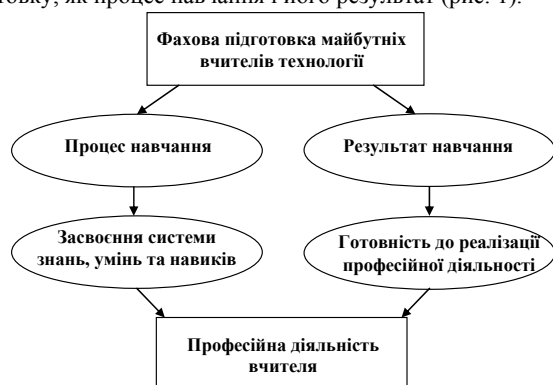 як процес навчання і його результат (рис. 1).
Фахова підготовка майбутніх
вчителів технології
Процес навчання
Результат навчання
Засвоєння системи
знань, умінь та навиків
Готовність до реалізації
професійної діяльності
Професійна діяльність
вчителя